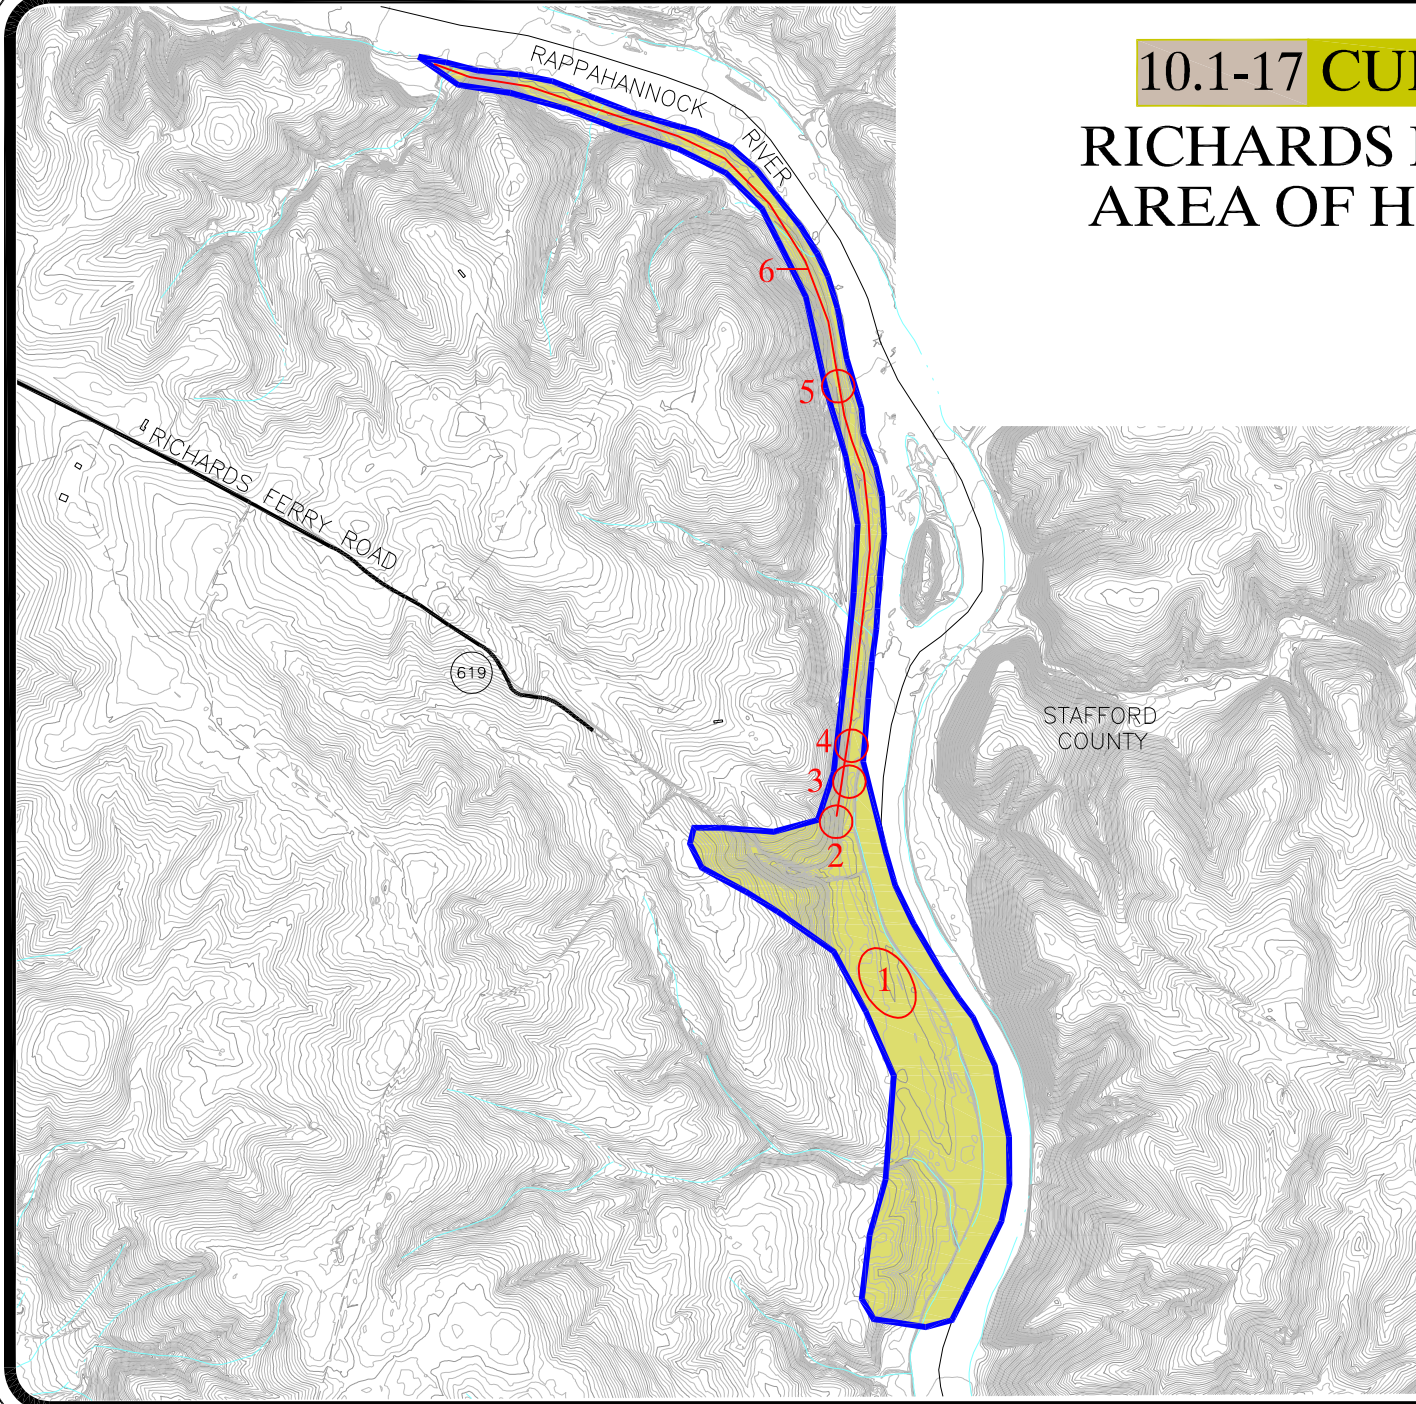 10.1-17 CU
RICHARDS
AREA OF H
RAPPAHANNOCK
RIVER
6
5
RICHARDS FERRY ROAD
619
STAFFORD
COUNTY
4
3
2
1